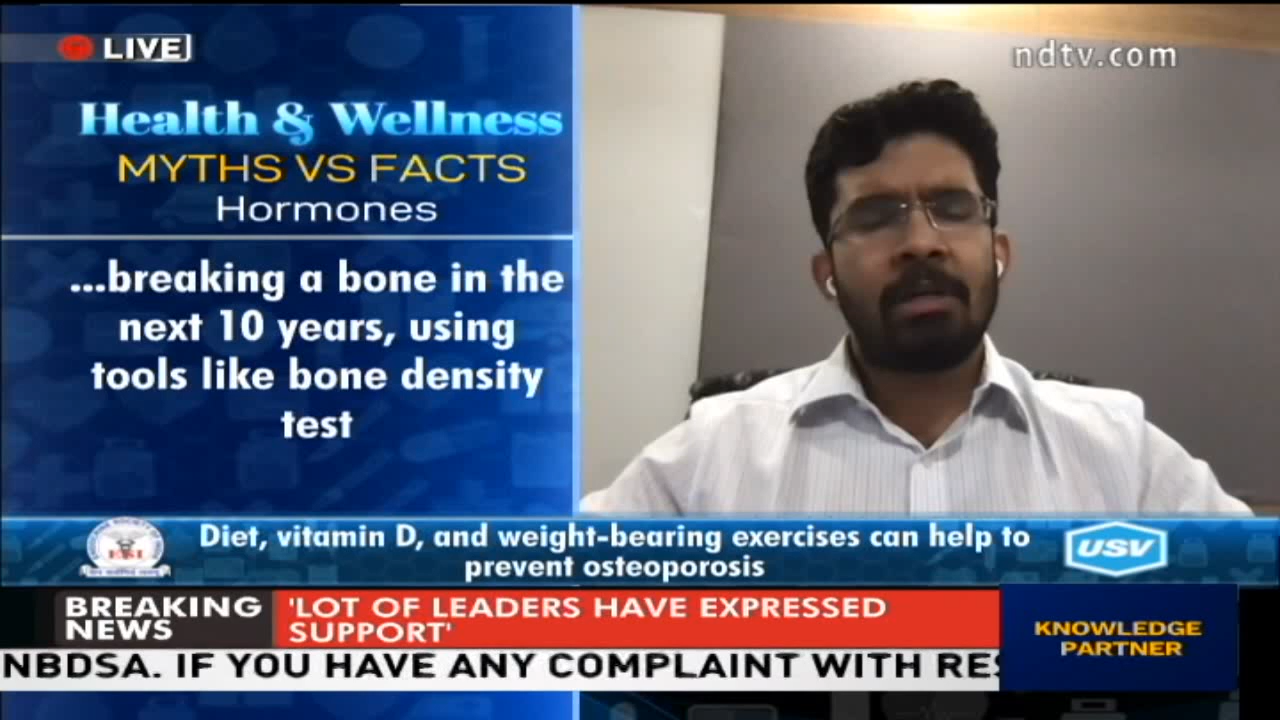 LIVE
ndtv.com
Health & Wellness
MYTHS VS FACTS
Hormones
...breaking a bone in the
next 10 years, using
tools like bone density
test
ESI
Diet, vitamin D, and weight-bearing exercises can help to
prevent osteoporosis
USV
BREAKING
NEWS
'LOT OF LEADERS HAVE EXPRESSED
SUPPORT'
KNOWLEDGE
PARTNER
NBDSA. IF YOU HAVE ANY COMPLAINT WITH RES